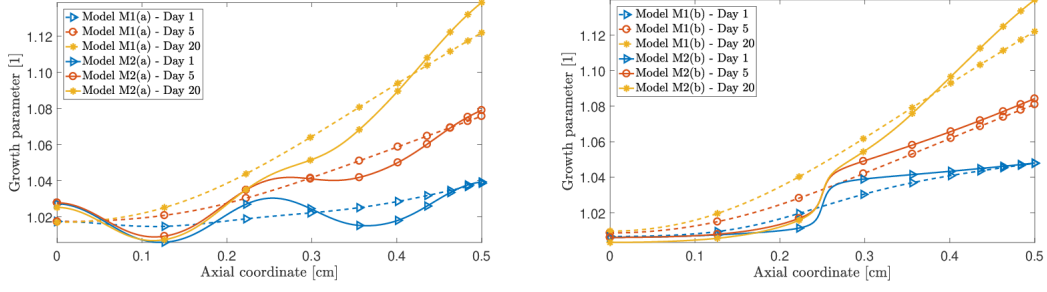 Model M1(a) - Day 1
Model M1(a) - Day 5
Model M1(a) - Day 20
Model M2(a) - Day 1
Model M2(a) - Day 5
Model M2(a) - Day 20
Growth parameter [1]
1.12
1.10
1.08
1.06
1.04
1.02
0 0.1 0.2 0.3 0.4 0.5
Axial coordinate [cm]
Model M1(b) - Day 1
Model M1(b) - Day 5
Model M1(b) - Day 20
Model M2(b) - Day 1
Model M2(b) - Day 5
Model M2(b) - Day 20
Growth parameter [1]
1.12
1.10
1.08
1.06
1.04
1.02
0 0.1 0.2 0.3 0.4 0.5
Axial coordinate [cm]